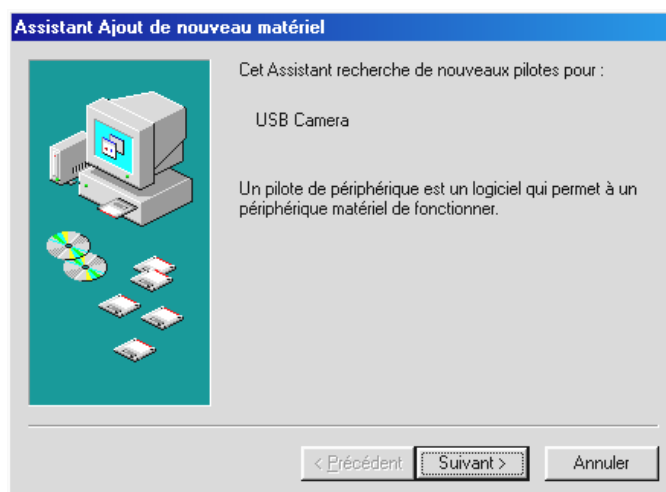 Assistant Ajout de nouveau matériel
Cet Assistant recherche de nouveaux pilotes pour :
USB Camera
Un pilote de périphérique est un logiciel qui permet à un
périphérique matériel de fonctionner.
< Précédent
Suivant >
Annuler